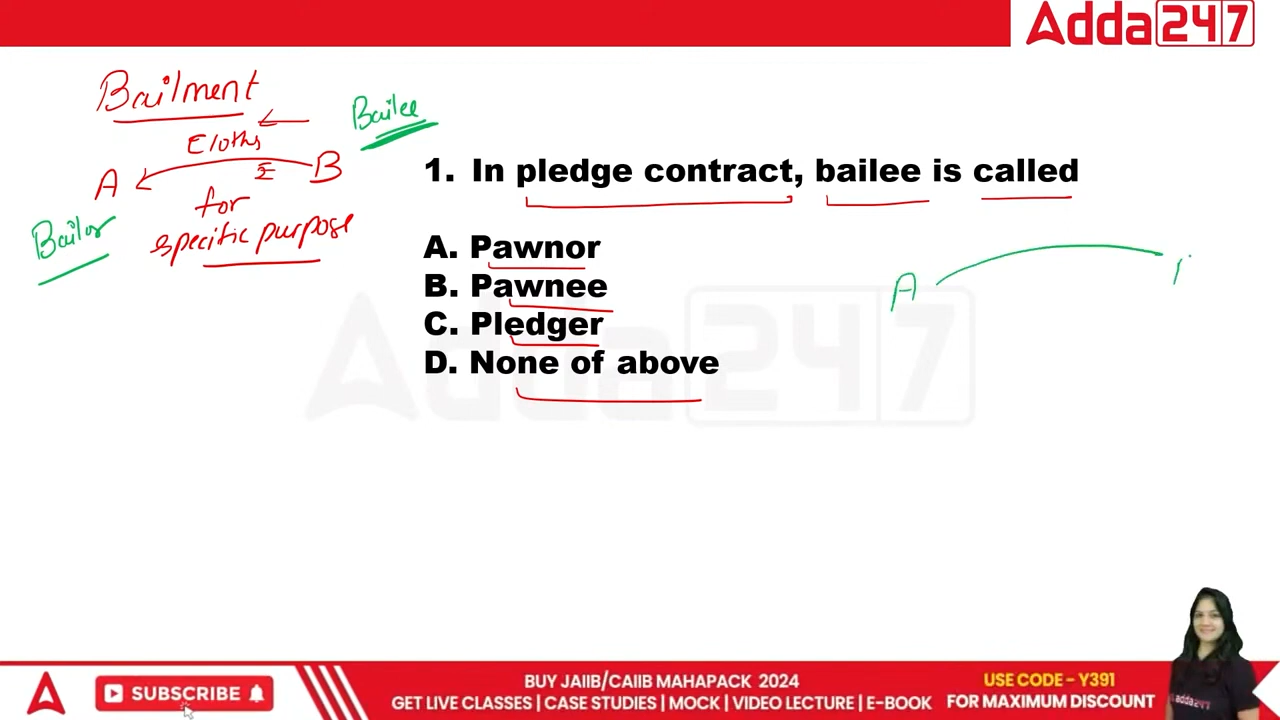 Adda247
Bailment
Cloths
A
B
for
specific purpose
Bailor
Bailee
1. In pledge contract, bailee is called
A. Pawnor
B. Pawnee
C. Pledger
D. None of above
A
Adda247
SUBSCRIBE
BUY JAIIB/CAIIB MAHAPACK 2024
GET LIVE CLASSES | CASE STUDIES | MOCK | VIDEO LECTURE | E-BOOK
USE CODE - Y391
FOR MAXIMUM DISCOUNT
adda247